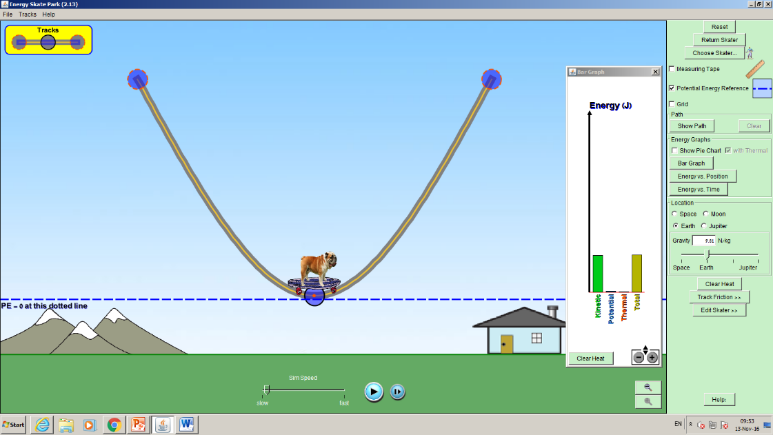 Energy Skate Park (2.13)
File Tracks Help
Tracks
PE = 0 at this dotted line
Sim Speed
slow fast
Bar Graph
Energy (J)
Kinetic
Potential
Thermal
Total
Clear Heat
Reset
Return Skater
Choose Skater...
Measuring Tape
Potential Energy Reference
Grid
Path
Show Path Clear
Energy Graphs
Show Pie Chart with Thermal
Bar Graph
Energy vs. Position
Energy vs. Time
Location
Space Moon
Earth Jupiter
Gravity 9.81 N/kg
Space Earth Jupiter
Clear Heat
Track Friction >>
Edit Skater >>
Help!
Start
EN
09:53
13-Nov-16